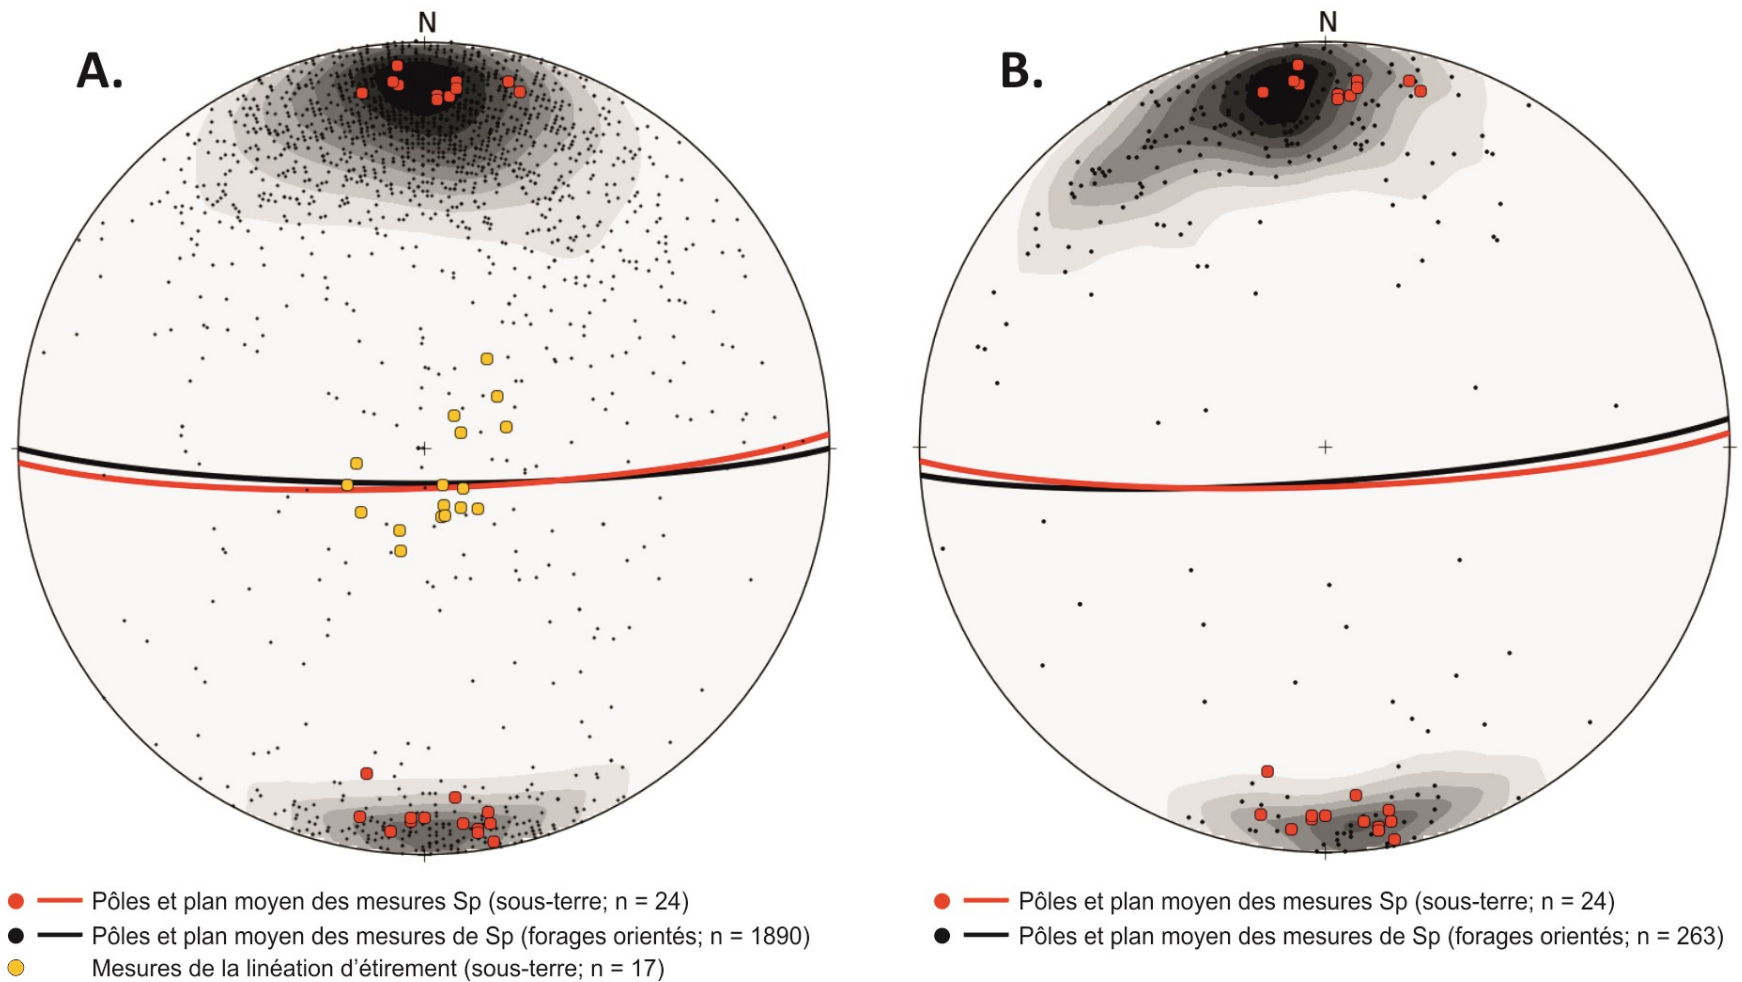 N
N
A.
B.
Pôles et plan moyen des mesures Sp (sous-terre; n = 24)
Pôles et plan moyen des mesures de Sp (forages orientés; n = 1890)
Mesures de la linéation d'étirement (sous-terre; n = 17)
Pôles et plan moyen des mesures Sp (sous-terre; n = 24)
Pôles et plan moyen des mesures de Sp (forages orientés; n = 263)